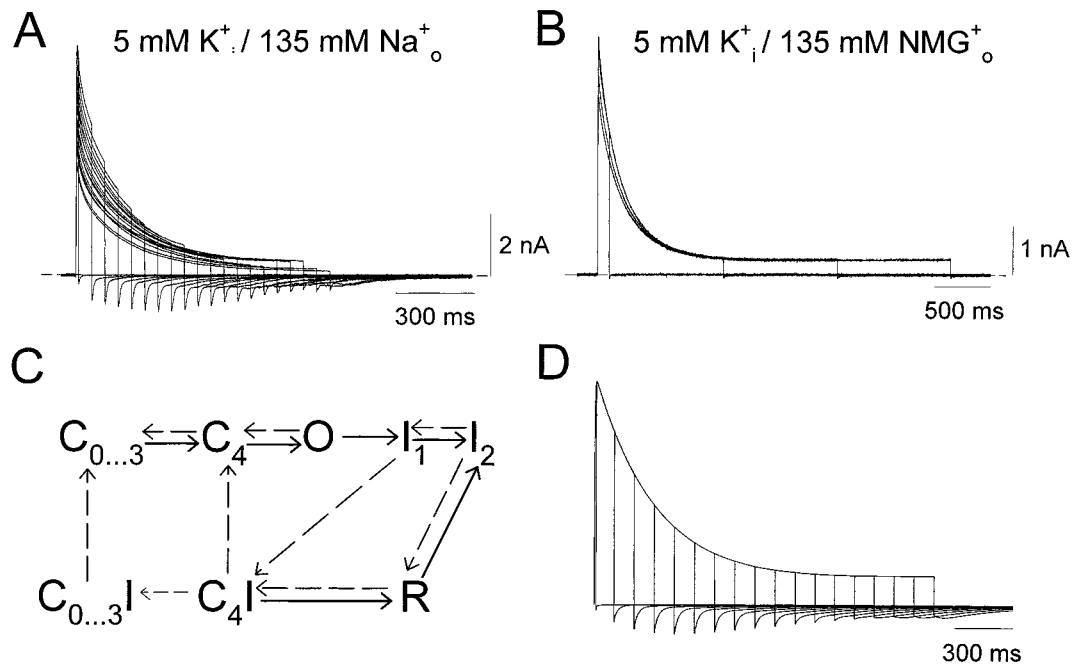 A
5 mM K⁺ᵢ / 135 mM Na⁺ₒ
2 nA
300 ms
B
5 mM K⁺ᵢ / 135 mM NMG⁺ₒ
1 nA
500 ms
C
C₀...₃ C₄ O I₁ I₂
C₀...₃I C₄I R
D
300 ms